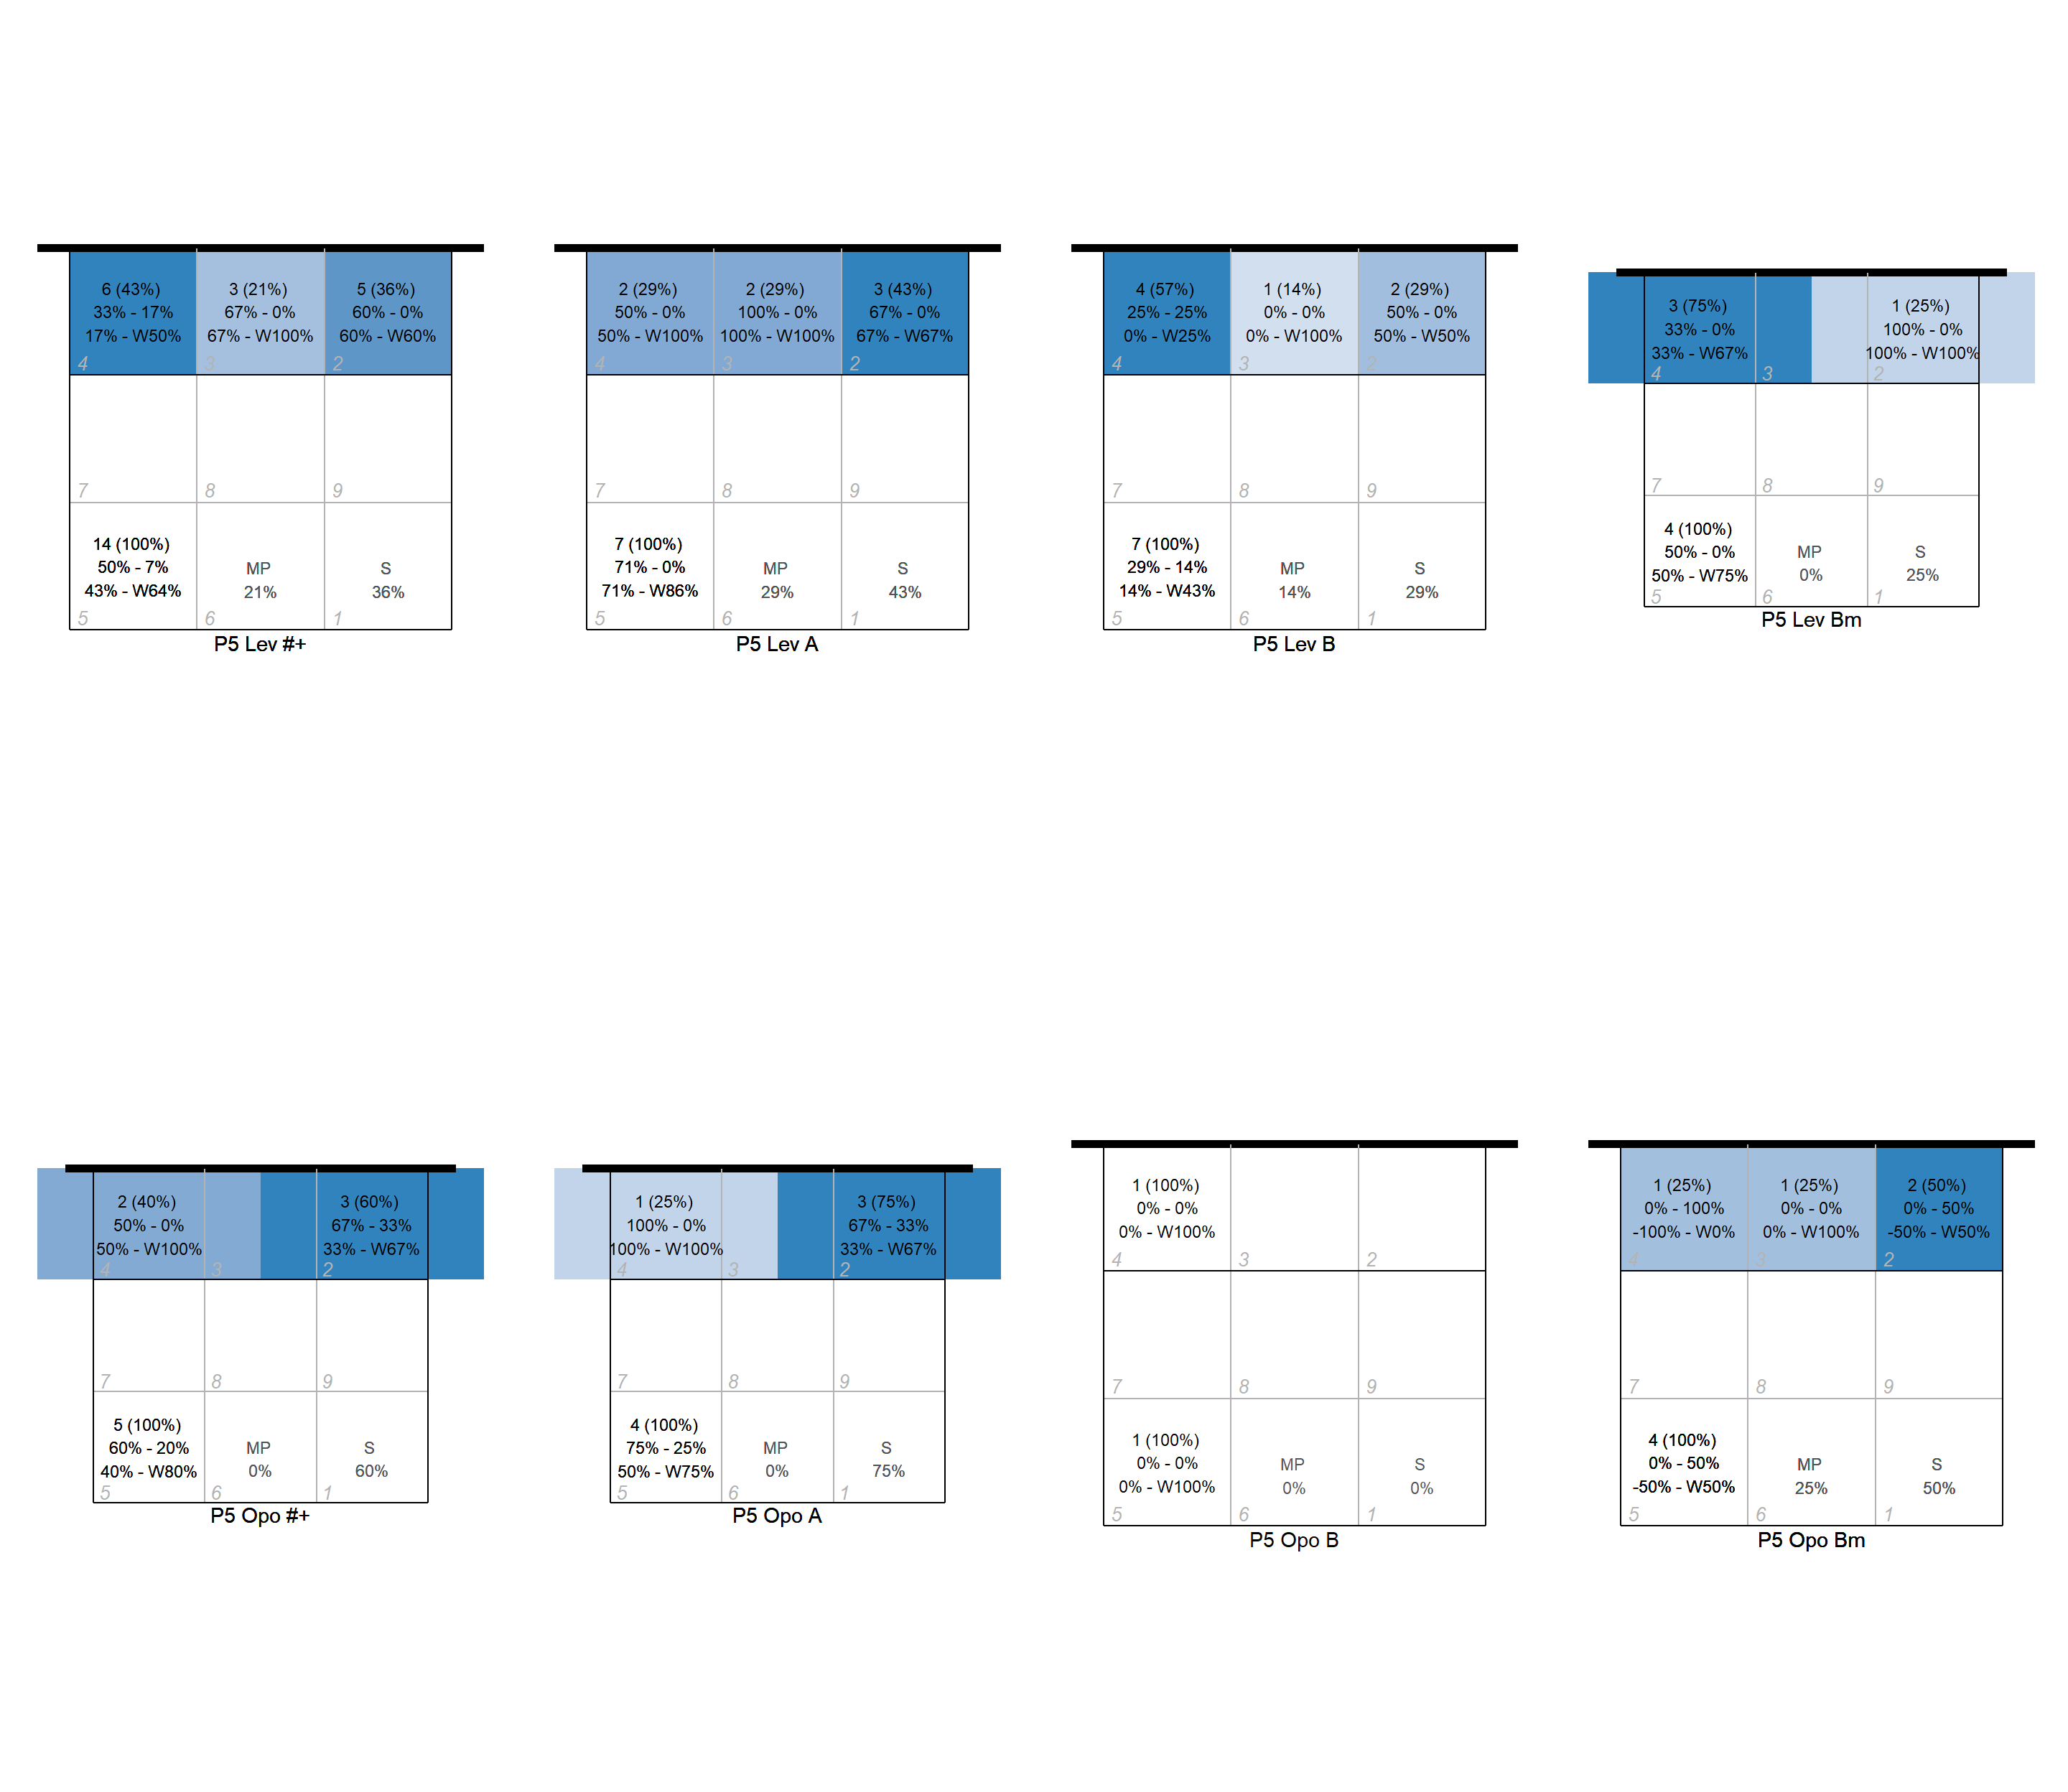 6 (43%)
33% - 17%
17% - W50%
4
3 (21%)
67% - 0%
67% - W100%
3
5 (36%)
60% - 0%
60% - W60%
2
7
8
9
14 (100%)
50% - 7%
43% - W64%
5
MP
21%
6
S
36%
1
P5 Lev #+
2 (29%)
50% - 0%
50% - W100%
4
2 (29%)
100% - 0%
100% - W100%
3
3 (43%)
67% - 0%
67% - W67%
2
7
8
9
7 (100%)
71% - 0%
71% - W86%
5
MP
29%
6
S
43%
1
P5 Lev A
4 (57%)
25% - 25%
0% - W25%
4
1 (14%)
0% - 0%
0% - W100%
3
2 (29%)
50% - 0%
50% - W50%
2
7
8
9
7 (100%)
29% - 14%
14% - W43%
5
MP
14%
6
S
29%
1
P5 Lev B
3 (75%)
33% - 0%
33% - W67%
4
3
1 (25%)
100% - 0%
100% - W100%
2
7
8
9
4 (100%)
50% - 0%
50% - W75%
5
MP
0%
6
S
25%
1
P5 Lev Bm
2 (40%)
50% - 0%
50% - W100%
4
3
3 (60%)
67% - 33%
33% - W67%
2
7
8
9
5 (100%)
60% - 20%
40% - W80%
5
MP
0%
6
S
60%
1
P5 Opo #+
1 (25%)
100% - 0%
100% - W100%
4
3
3 (75%)
67% - 33%
33% - W67%
2
7
8
9
4 (100%)
75% - 25%
50% - W75%
5
MP
0%
6
S
75%
1
P5 Opo A
1 (100%)
0% - 0%
0% - W100%
4
3
2
7
8
9
1 (100%)
0% - 0%
0% - W100%
5
MP
0%
6
S
0%
1
P5 Opo B
1 (25%)
0% - 100%
-100% - W0%
4
1 (25%)
0% - 0%
0% - W100%
3
2 (50%)
0% - 50%
-50% - W50%
2
7
8
9
4 (100%)
0% - 50%
-50% - W50%
5
MP
25%
6
S
50%
1
P5 Opo Bm